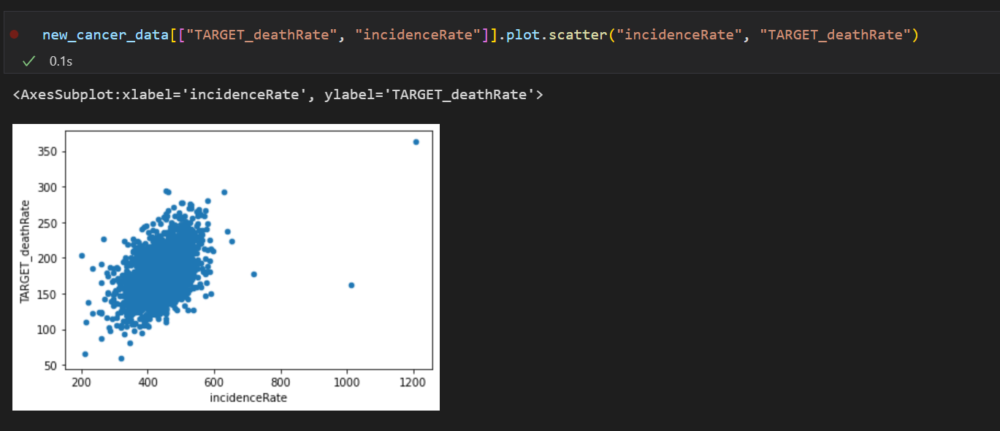 new_cancer_data[["TARGET_deathRate", "incidenceRate"]].plot.scatter("incidenceRate", "TARGET_deathRate")
0.1s
<AxesSubplot:xlabel='incidenceRate', ylabel='TARGET_deathRate'>
TARGET_deathRate
350
300
250
200
150
100
50
200 400 600 800 1000 1200
incidenceRate